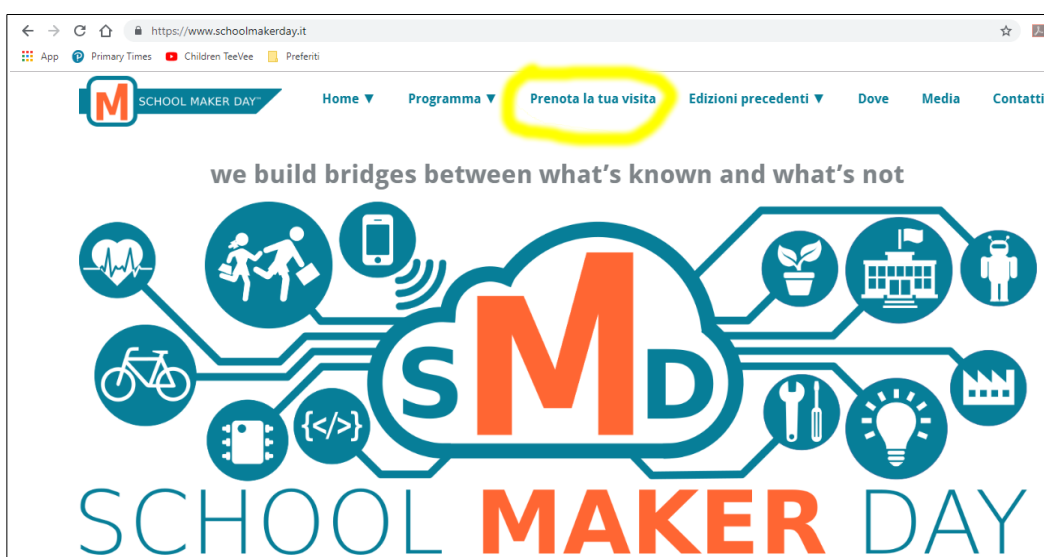 https://www.schoolmakerday.it
App Primary Times Children TeeVee Preferiti
M SCHOOL MAKER DAY™ Home ▼ Programma ▼ Prenota la tua visita Edizioni precedenti ▼ Dove Media Contatti
we build bridges between what's known and what's not
SMD
{</>}
SCHOOL MAKER DAY